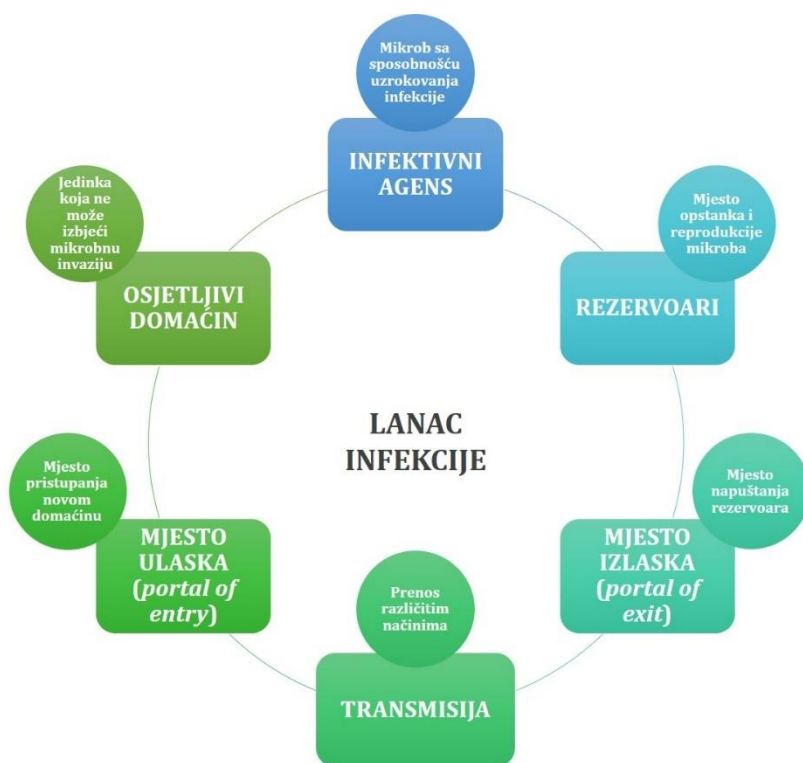 Mikrob sa
sposobnošću
uzrokovanja
infekcije
INFEKTIVNI
AGENS
Mjesto
opstanka i
reprodukcije
mikroba
REZERVOARI
Mjesto
napuštanja
rezervoara
MJESTO
IZLASKA
(portal of
exit)
Prenos
različitim
načinima
TRANSMISIJA
Mjesto
pristupanja
novom
domaćinu
MJESTO
ULASKA
(portal of
entry)
Jedinka
koja ne
može
izbjeći
mikrobnu
invaziju
OSJETLJIVI
DOMAĆIN
LANAC
INFEKCIJE